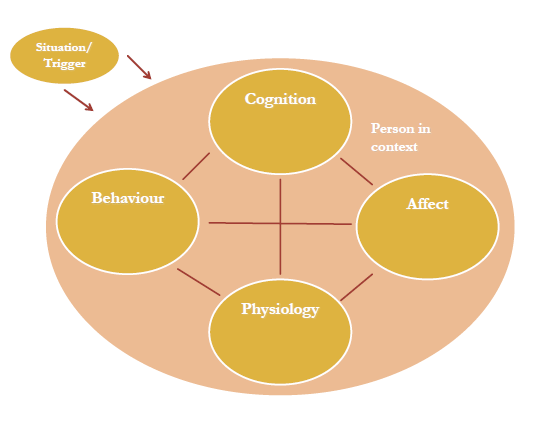 Situation/
Trigger
Cognition
Person in
context
Behaviour
Affect
Physiology